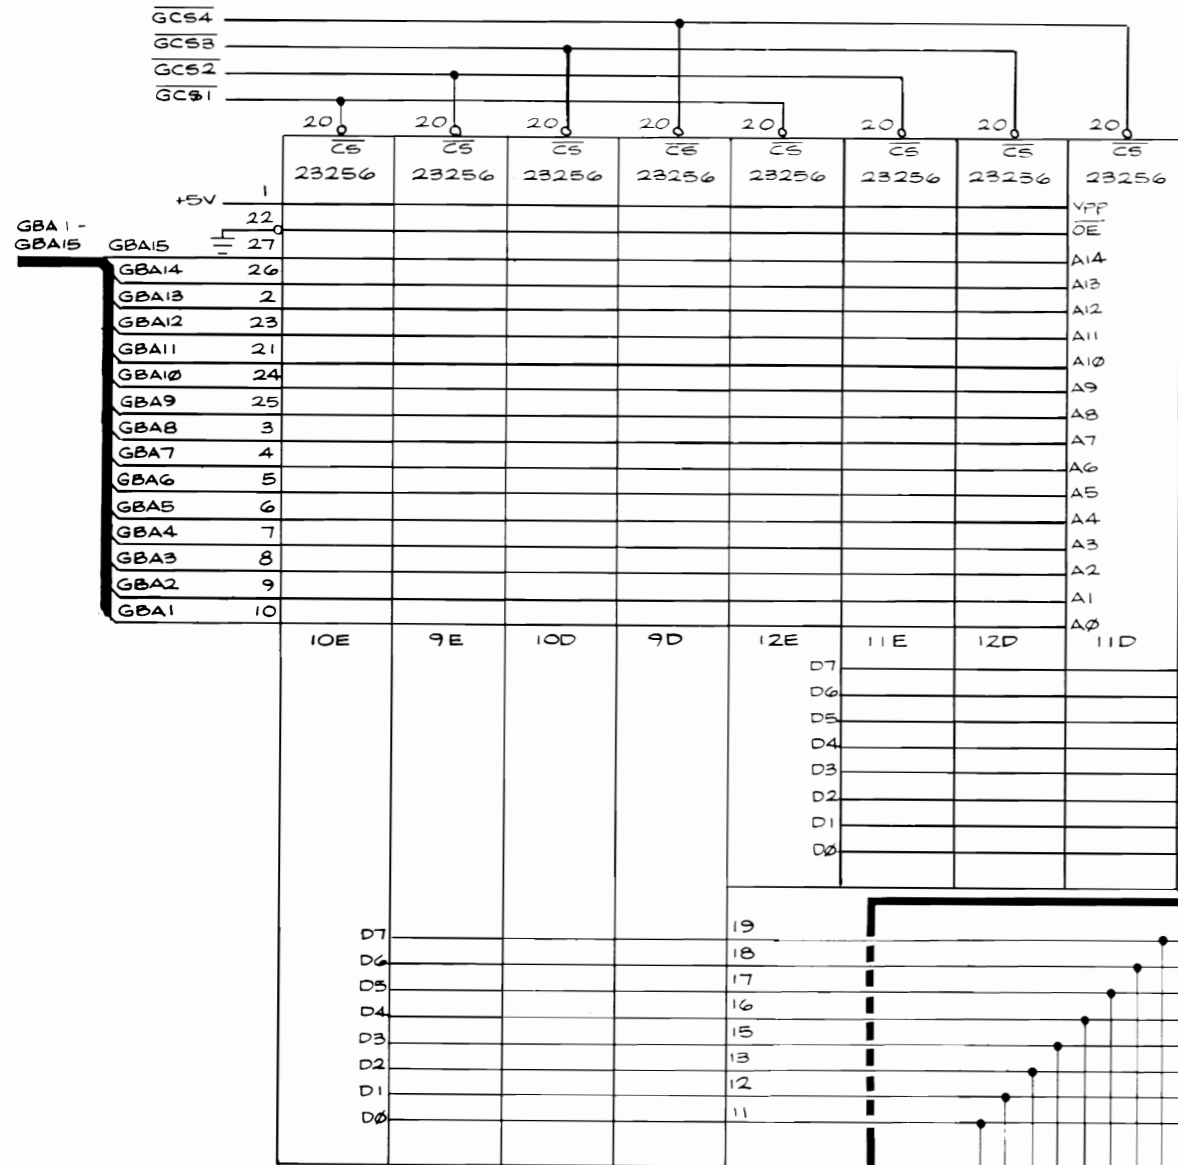 GCS4
GCS3
GCS2
GCS1
20 20 20 20 20 20 20 20
CS CS CS CS CS CS CS CS
23256 23256 23256 23256 23256 23256 23256 23256
+5V 1 VPP
22 OE
GBA1-
GBA15
GBA15 27 A14
GBA14 26 A13
GBA13 2 A12
GBA12 23 A11
GBA11 21 A1Ø
GBA1Ø 24 A9
GBA9 25 A8
GBA8 3 A7
GBA7 4 A6
GBA6 5 A5
GBA5 6 A4
GBA4 7 A3
GBA3 8 A2
GBA2 9 A1
GBA1 10 AØ
10E 9E 10D 9D 12E 11E 12D 11D
D7
D6
D5
D4
D3
D2
D1
DØ
D7 19
D6 18
D5 17
D4 16
D3 15
D2 13
D1 12
DØ 11